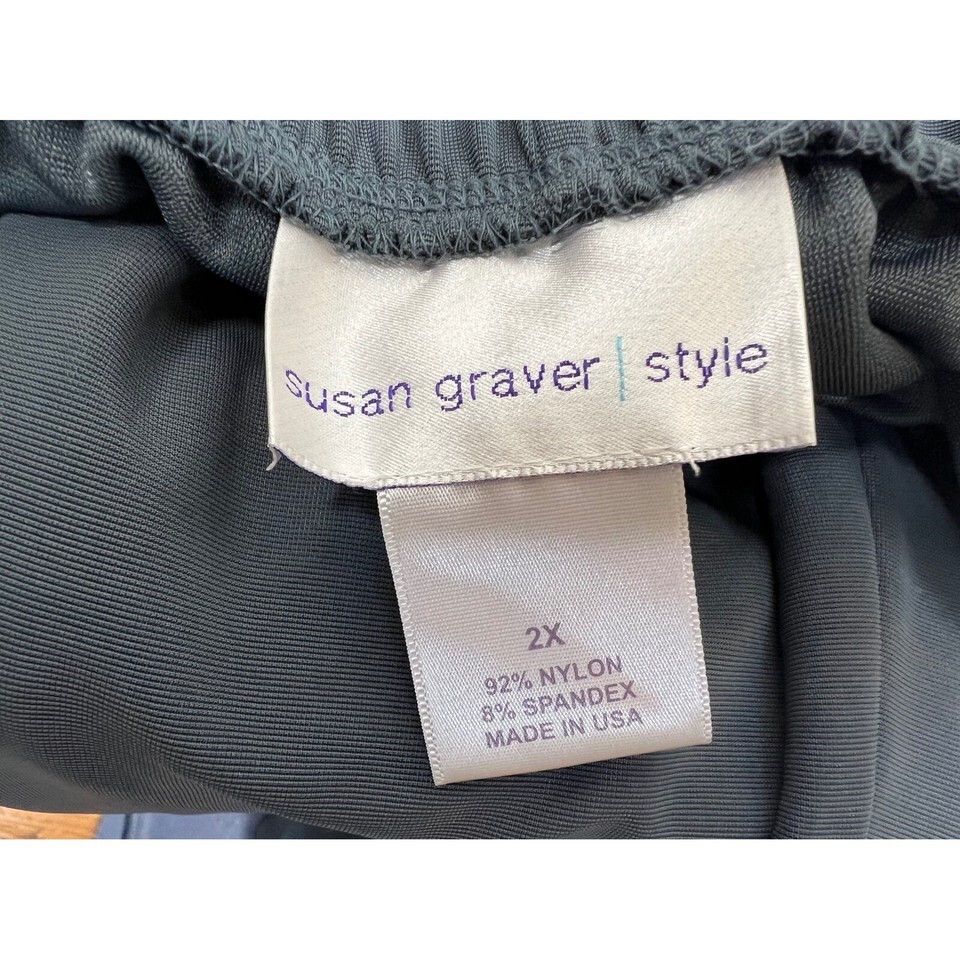 susan graver | style
2X
92% NYLON
8% SPANDEX
MADE IN USA